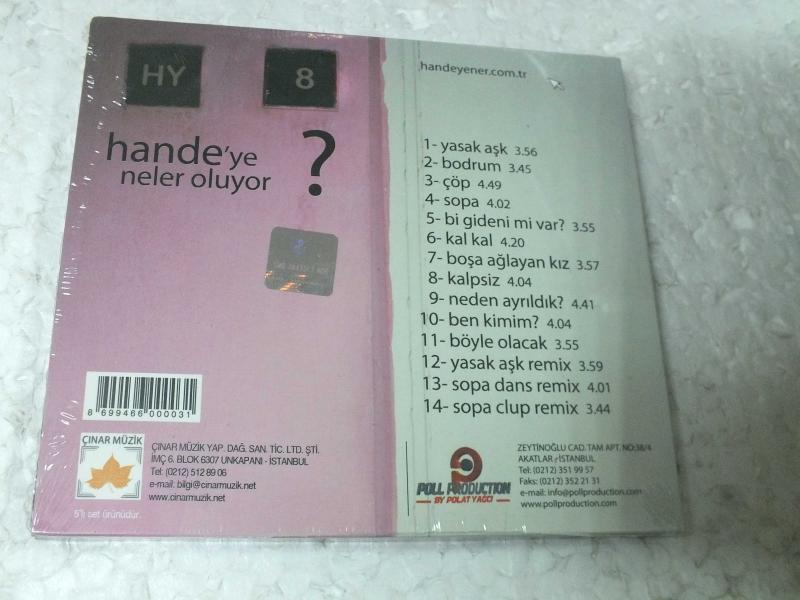 HY
8
hande'ye
neler oluyor
?
handeyener.com.tr
1- yasak aşk 3.56
2- bodrum 3.45
3- çöp 4.49
4- sopa 4.02
5- bi gideni mi var? 3.55
6- kal kal 4.20
7- boşa ağlayan kız 3.57
8- kalpsiz 4.04
9- neden ayrıldık? 4.41
10- ben kimim? 4.04
11- böyle olacak 3.55
12- yasak aşk remix 3.59
13- sopa dans remix 4.01
14- sopa clup remix 3.44
8 699466 000031
ÇINAR MÜZİK
ÇINAR MÜZİK YAP. DAĞ. SAN. TİC. LTD. ŞTİ.
İMÇ 6. BLOK 6307 UNKAPANI - İSTANBUL
Tel: (0212) 512 89 06
e-mail: bilgi@cinarmuzik.net
www.cinarmuzik.net
5'li set ürünüdür.
POLL PRODUCTION
BY POLAT YAĞCI
ZEYTİNOĞLU CAD. TAM APT. NO:38/4
AKATLAR - İSTANBUL
Tel: (0212) 351 99 57
Faks: (0212) 352 21 31
e-mail: info@pollproduction.com
www.pollproduction.com